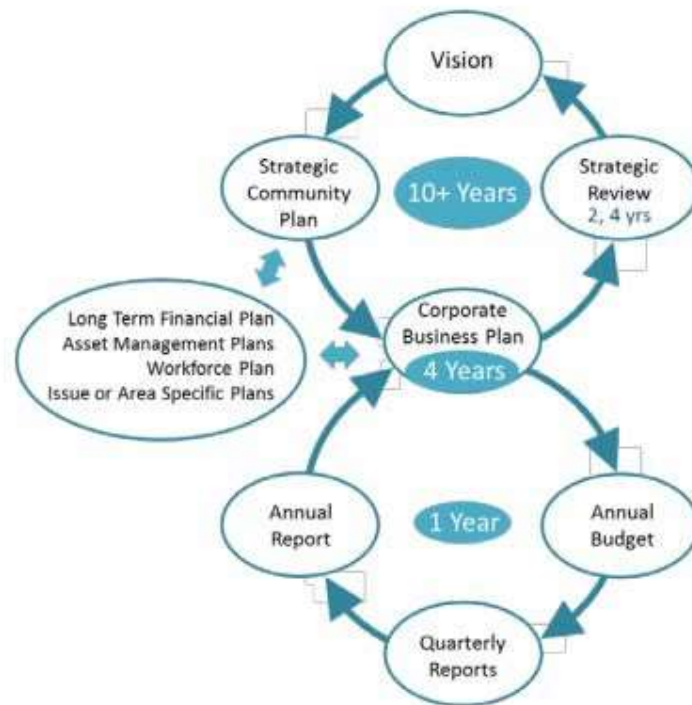 Vision
Strategic
Community
Plan
10+ Years
Strategic
Review
2, 4 yrs
Long Term Financial Plan
Asset Management Plans
Workforce Plan
Issue or Area Specific Plans
Corporate
Business Plan
4 Years
Annual
Report
1 Year
Annual
Budget
Quarterly
Reports